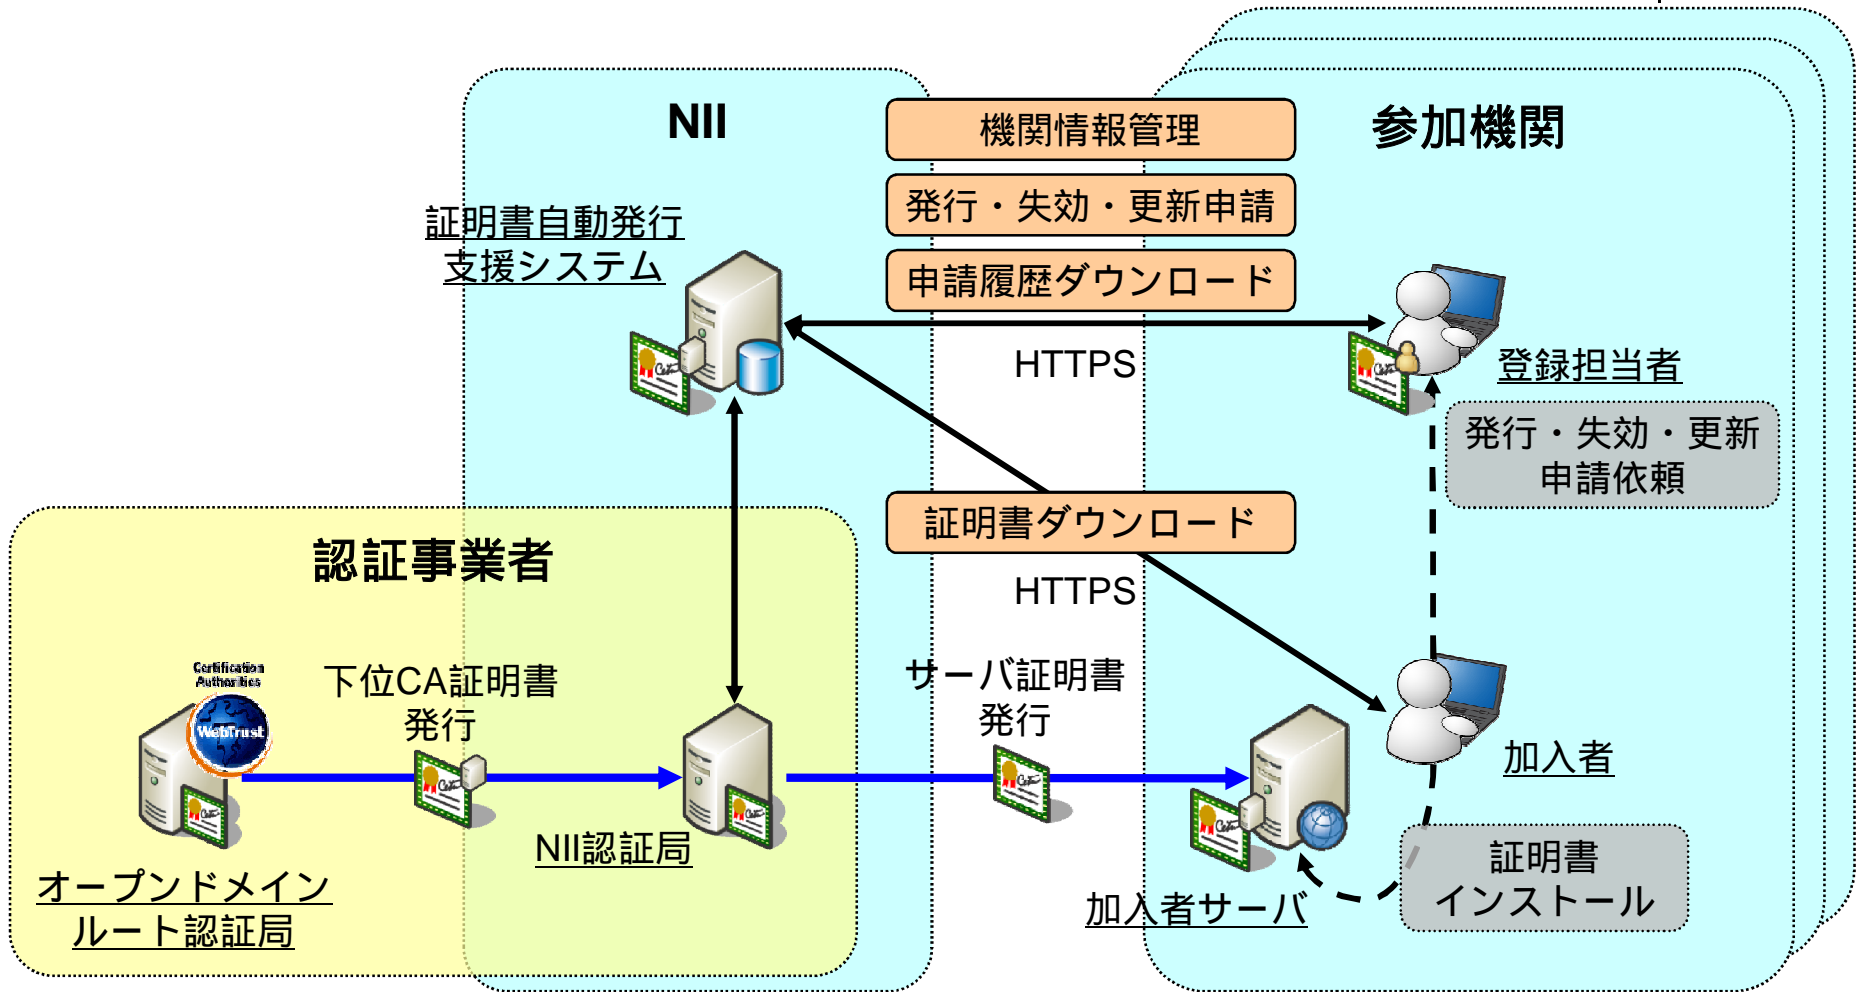 NII
参加機関
機関情報管理
発行・失効・更新申請
申請履歴ダウンロード
証明書自動発行
支援システム
HTTPS
登録担当者
発行・失効・更新
申請依頼
証明書ダウンロード
HTTPS
認証事業者
Certification
Authorities
WebTrust
下位CA証明書
発行
サーバ証明書
発行
加入者
NII認証局
オープンドメイン
ルート認証局
加入者サーバ
証明書
インストール